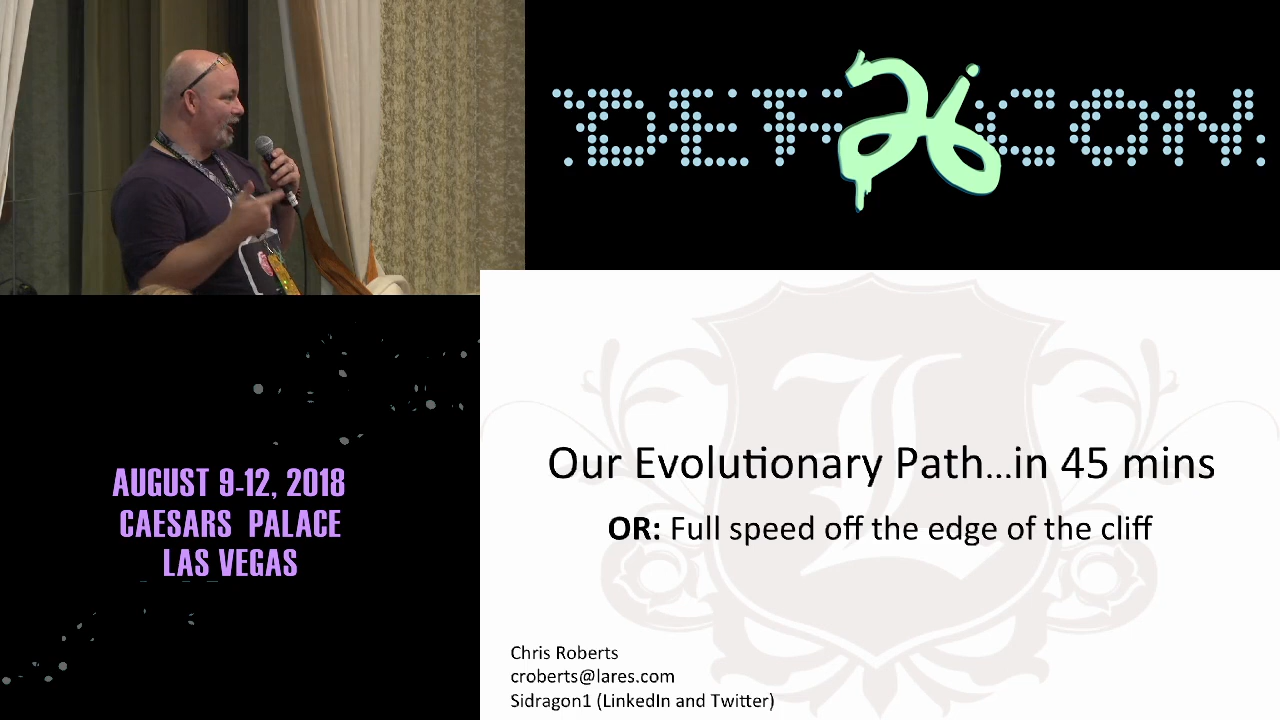 DEF 26 CON
AUGUST 9-12, 2018
CAESARS PALACE
LAS VEGAS
L
Our Evolutionary Path...in 45 mins
OR: Full speed off the edge of the cliff
Chris Roberts
croberts@lares.com
Sidragon1 (LinkedIn and Twitter)